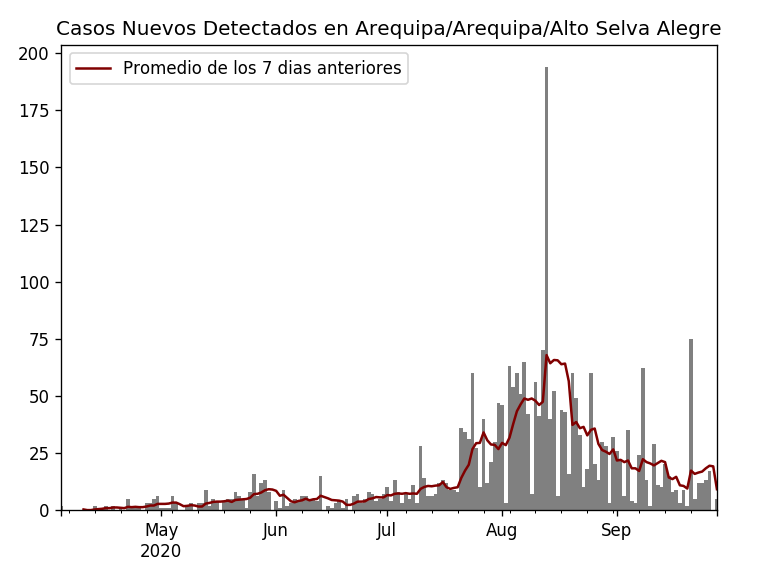 Casos Nuevos Detectados en Arequipa/Arequipa/Alto Selva Alegre
Promedio de los 7 dias anteriores
200
175
150
125
100
75
50
25
0
May
2020
Jun
Jul
Aug
Sep